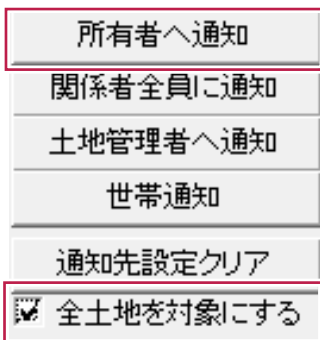 所有者へ通知
関係者全員に通知
土地管理者へ通知
世帯通知
通知先設定クリア
全土地を対象にする